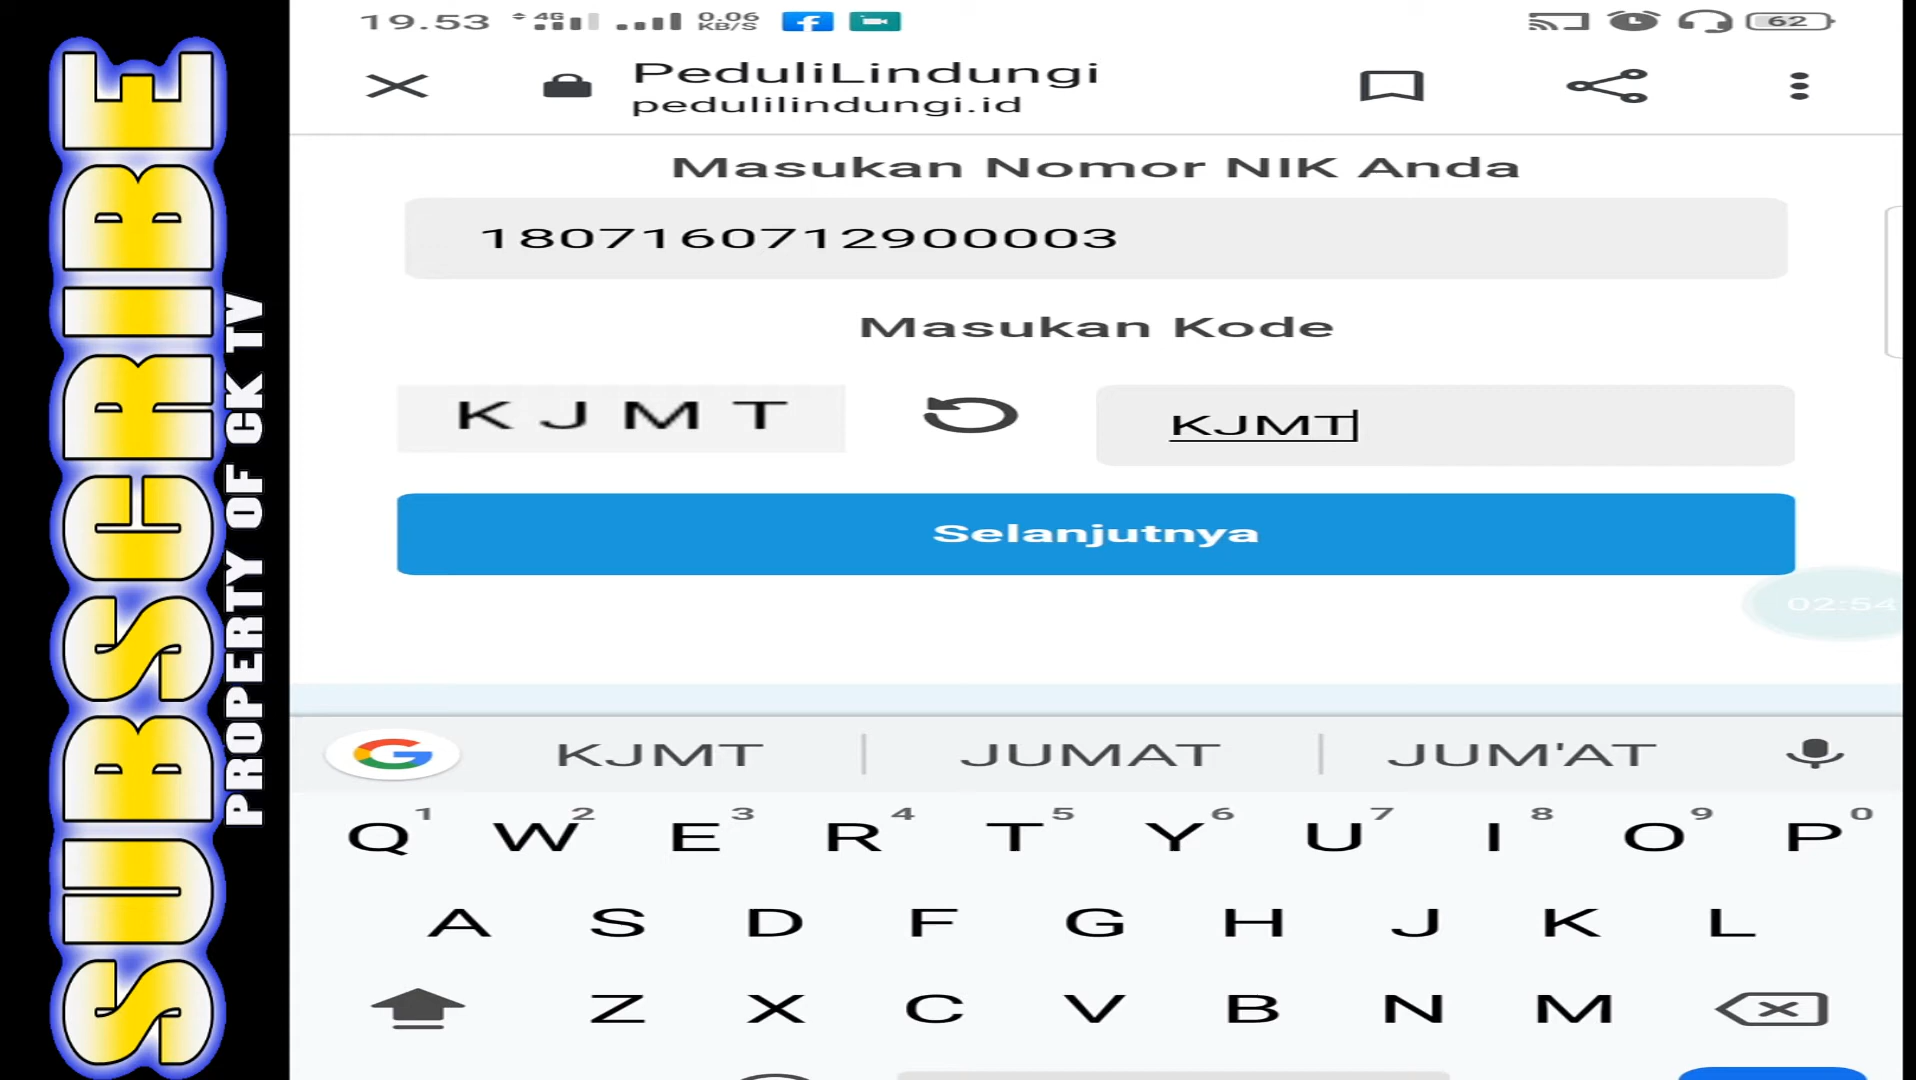 SUBSCRIBE
PROPERTY OF CK TV
19.53 4G 0.06 KB/S 62
PeduliLindungi
pedulilindungi.id
Masukan Nomor NIK Anda
1807160712900003
Masukan Kode
K J M T
KJMT
Selanjutnya
02:54
G KJMT JUMAT JUM'AT
1 2 3 4 5 6 7 8 9 0
Q W E R T Y U I O P
A S D F G H J K L
Z X C V B N M